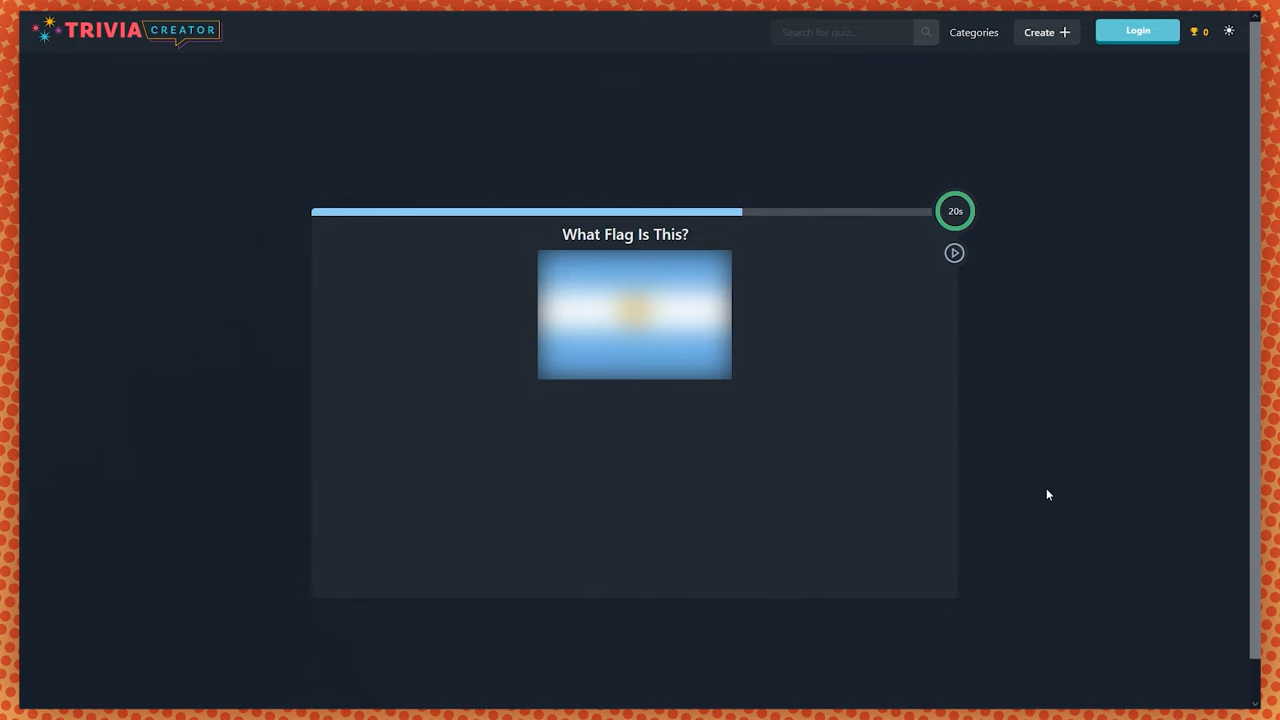 TRIVIA CREATOR
Search for quiz...
Categories
Create
Login
0
20s
What Flag Is This?